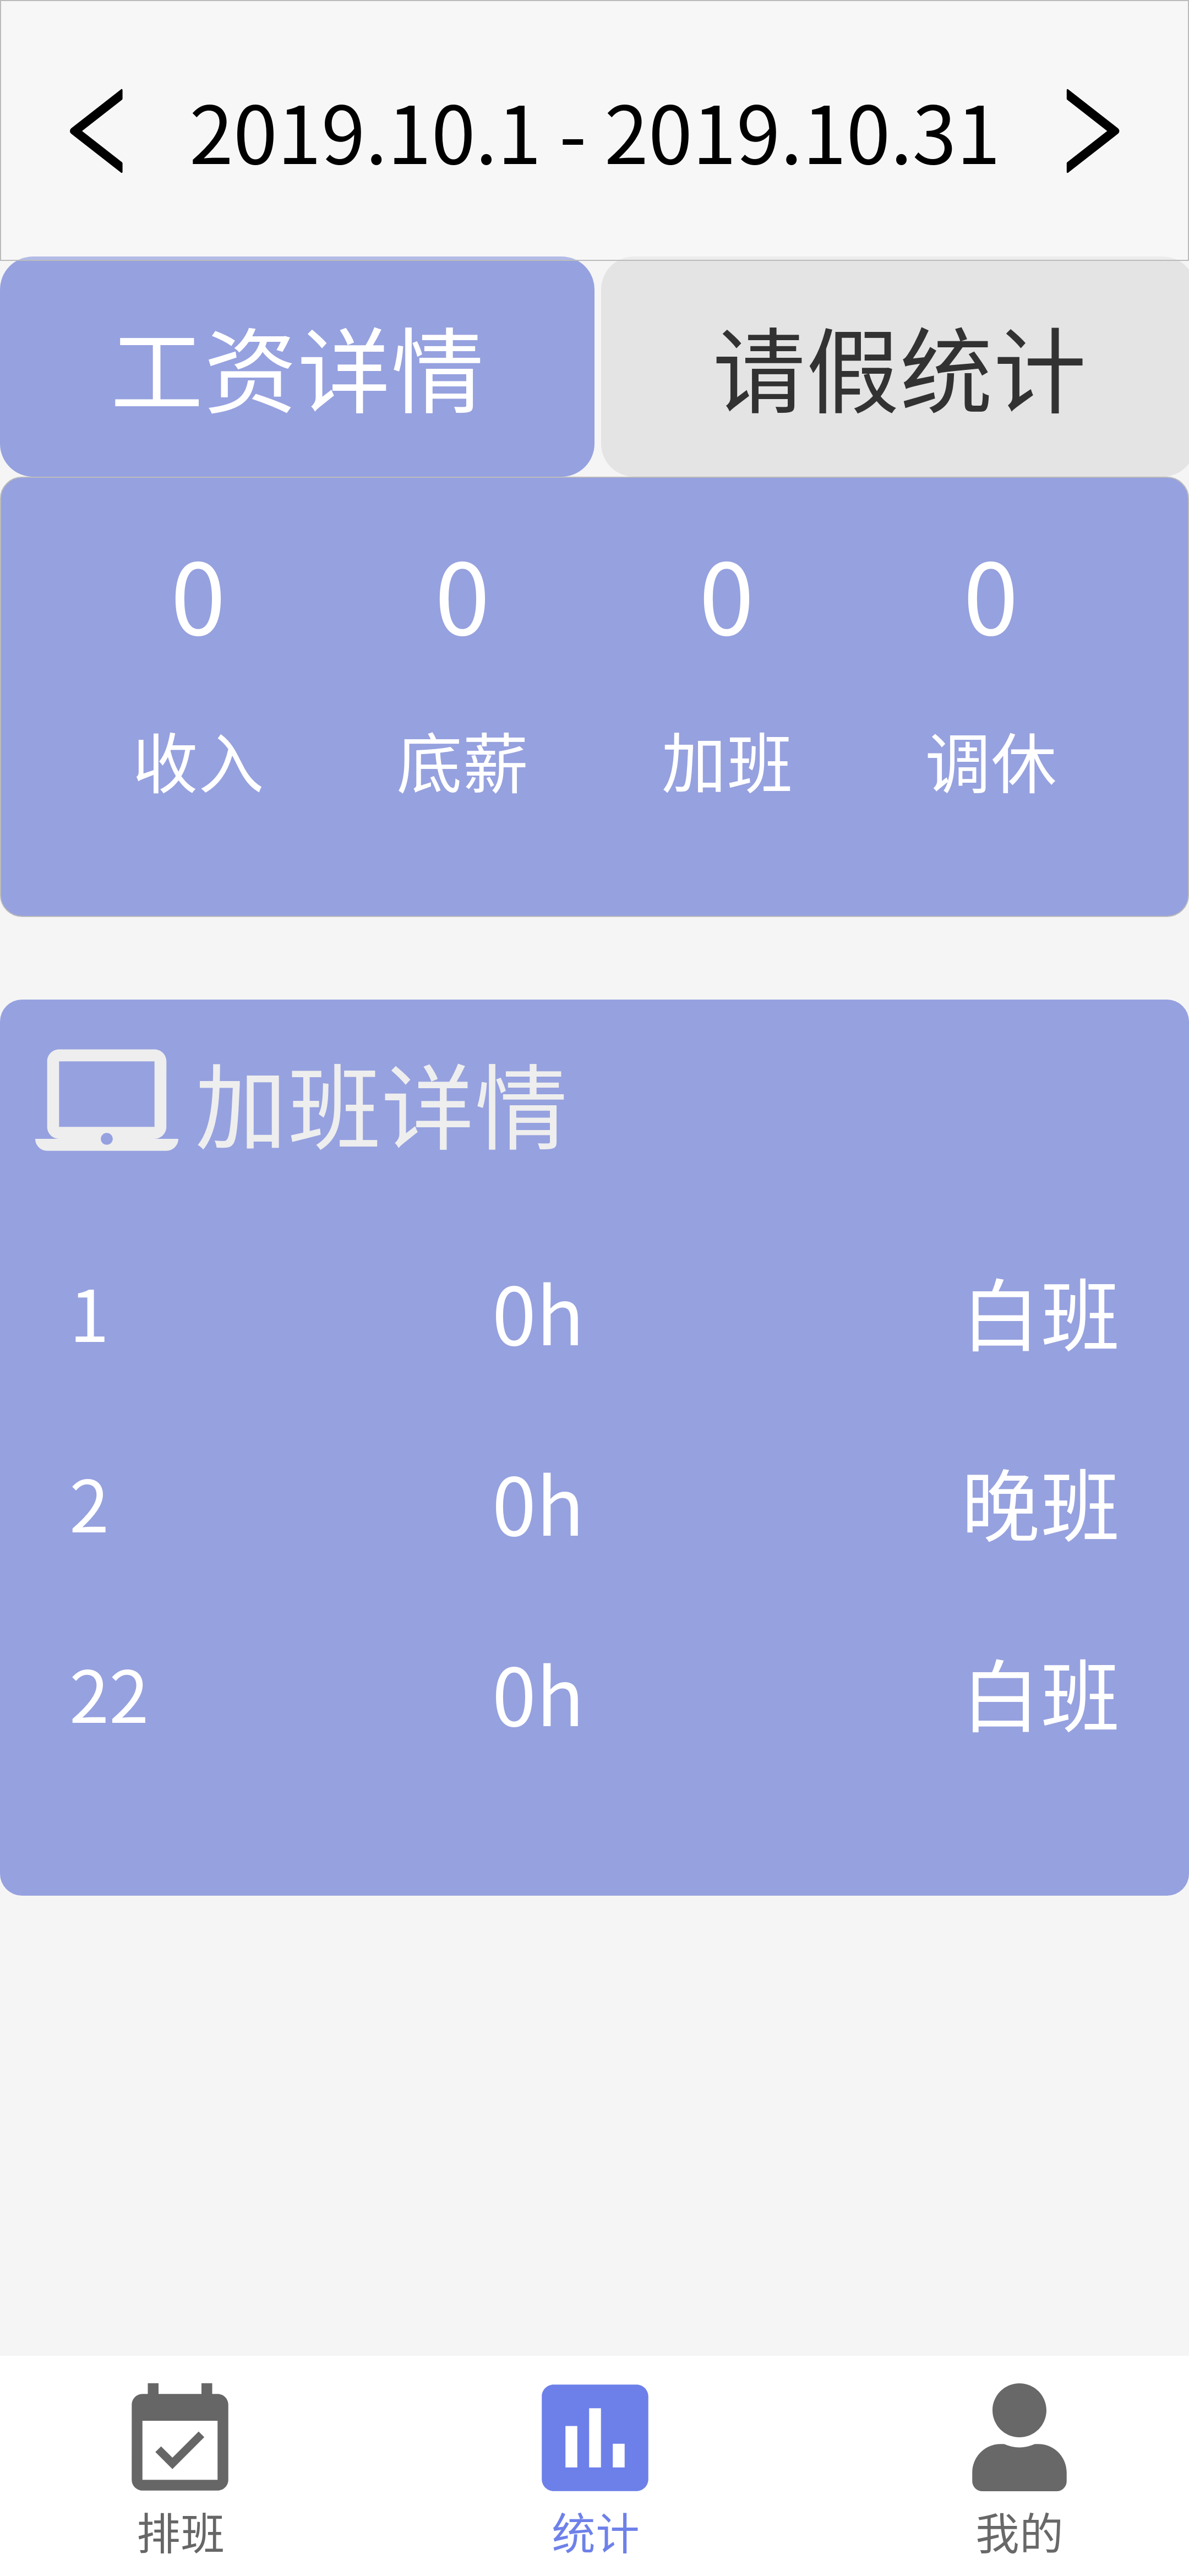 2019.10.1 - 2019.10.31
工资详情 请假统计
0 0 0 0
收入 底薪 加班 调休
加班详情
1 0h 白班
2 0h 晚班
22 0h 白班
排班 统计 我的